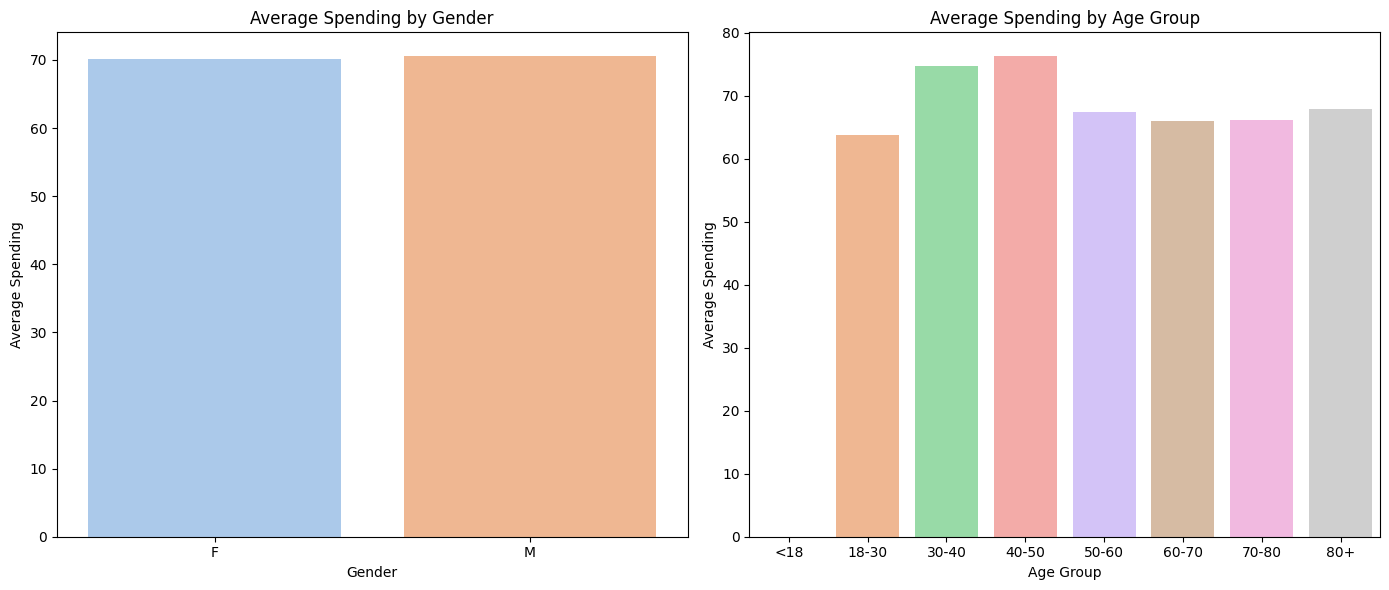 Average Spending by Gender
Average Spending
70
60
50
40
30
20
10
0
F M
Gender
Average Spending by Age Group
Average Spending
80
70
60
50
40
30
20
10
0
<18 18-30 30-40 40-50 50-60 60-70 70-80 80+
Age Group